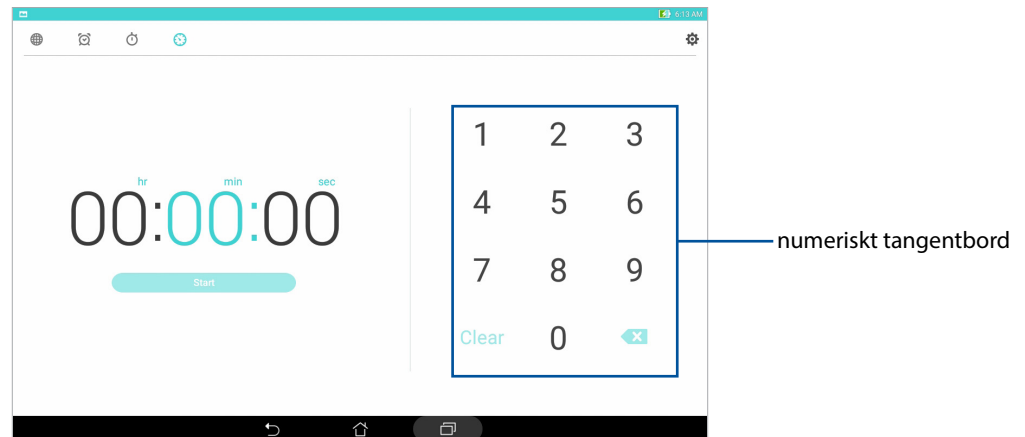 6:13 AM
hr min sec
00:00:00
Start
1 2 3
4 5 6
7 8 9
Clear 0
numeriskt tangentbord